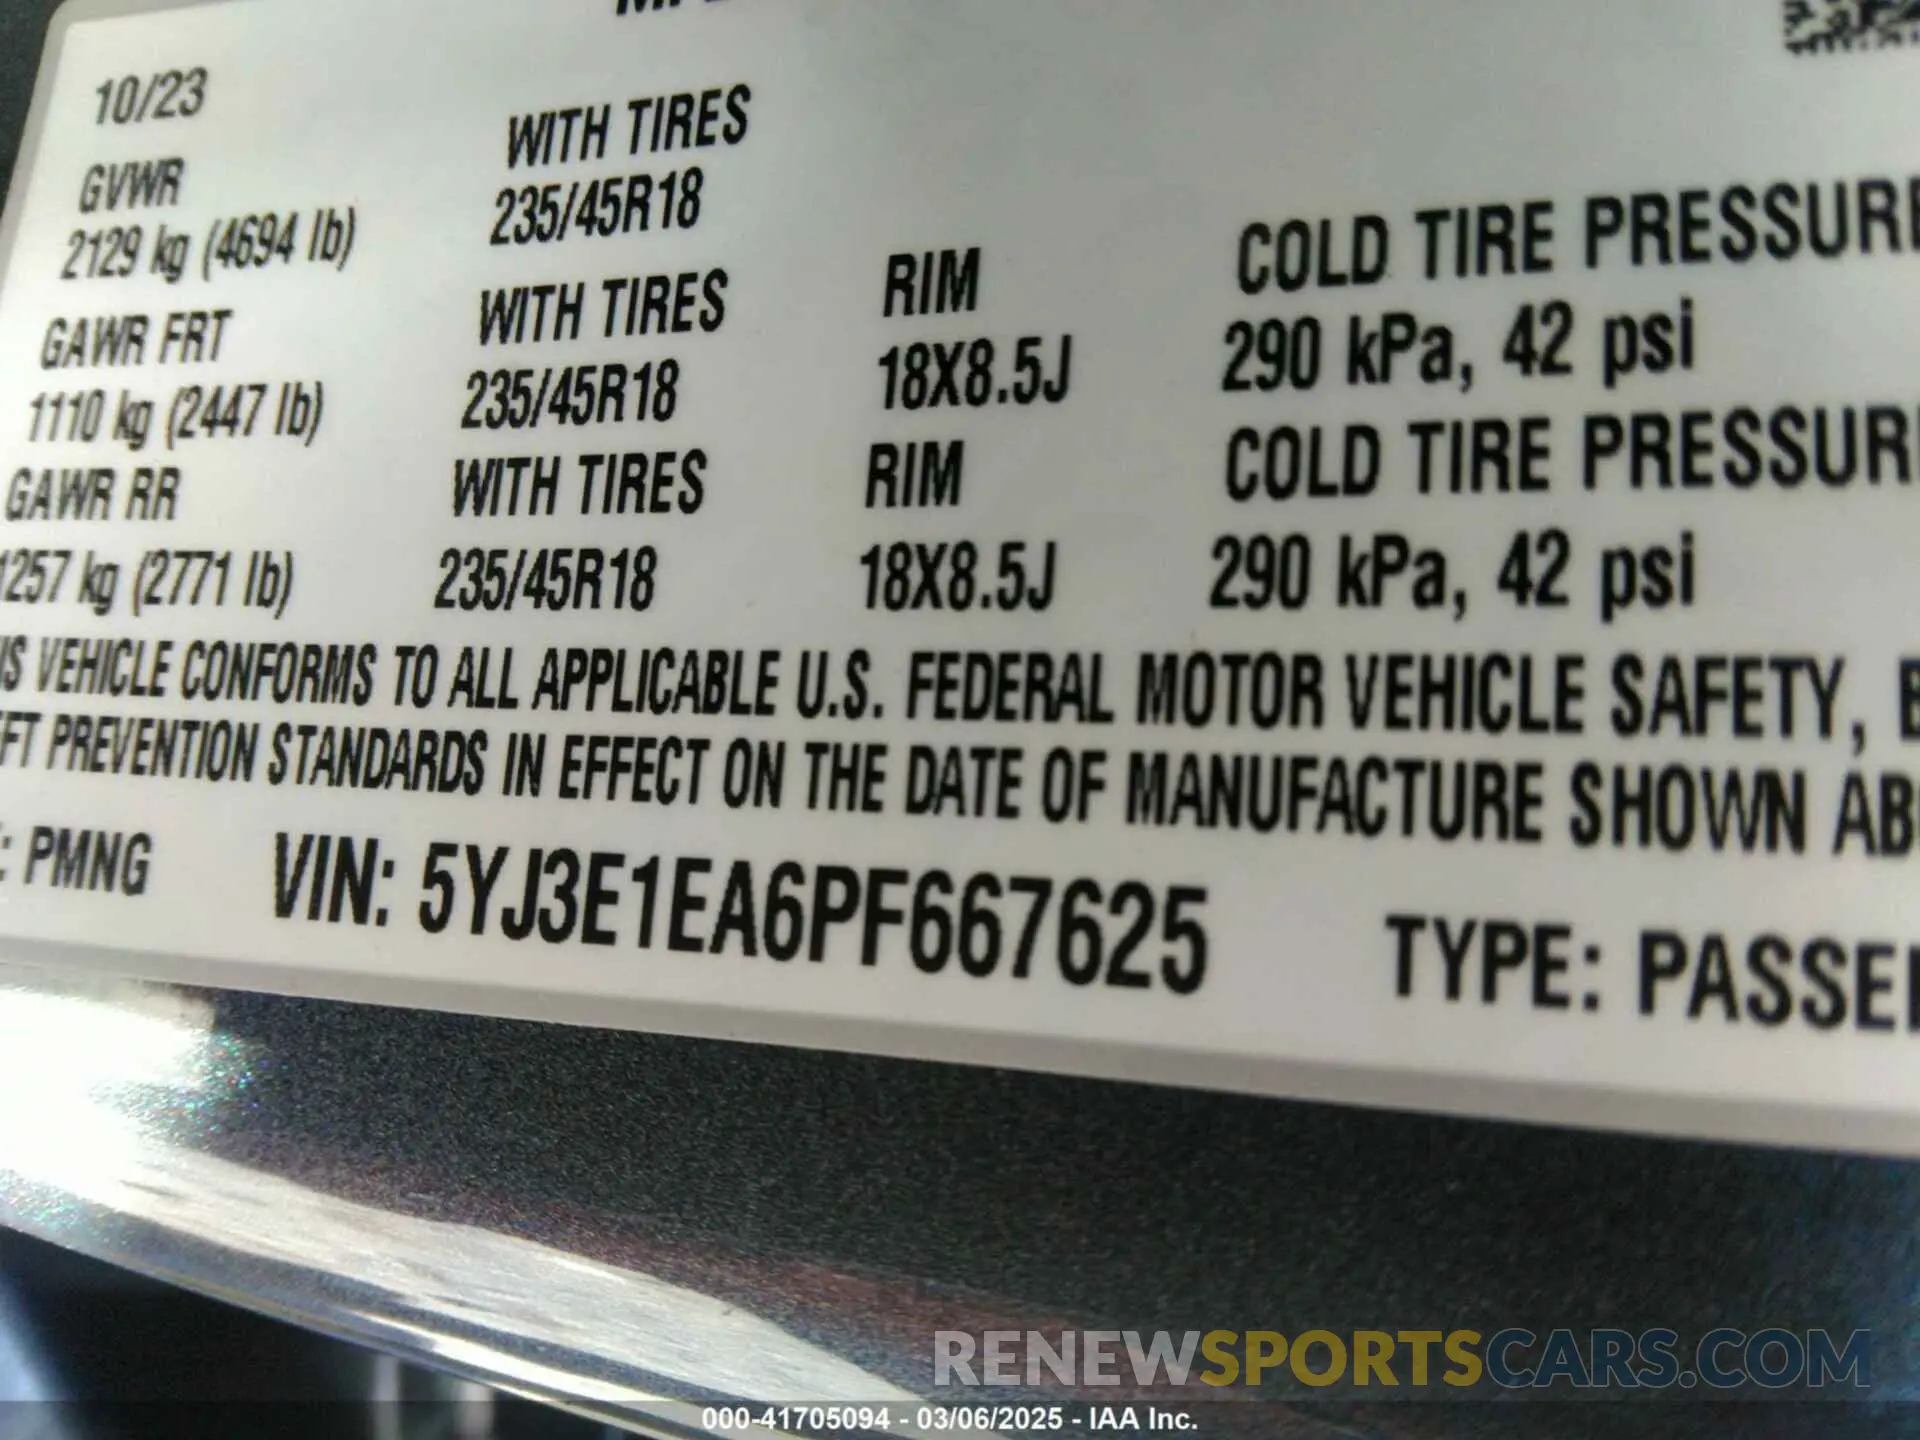 10/23
GVWR WITH TIRES
2129 kg (4694 lb) 235/45R18
GAWR FRT WITH TIRES RIM COLD TIRE PRESSURE
1110 kg (2447 lb) 235/45R18 18X8.5J 290 kPa, 42 psi
GAWR RR WITH TIRES RIM COLD TIRE PRESSURE
1257 kg (2771 lb) 235/45R18 18X8.5J 290 kPa, 42 psi
VEHICLE CONFORMS TO ALL APPLICABLE U.S. FEDERAL MOTOR VEHICLE SAFETY,
PREVENTION STANDARDS IN EFFECT ON THE DATE OF MANUFACTURE SHOWN
: PMNG VIN: 5YJ3E1EA6PF667625 TYPE: PASSE
RENEWSPORTSCARS.COM
000-41705094 - 03/06/2025 - IAA Inc.